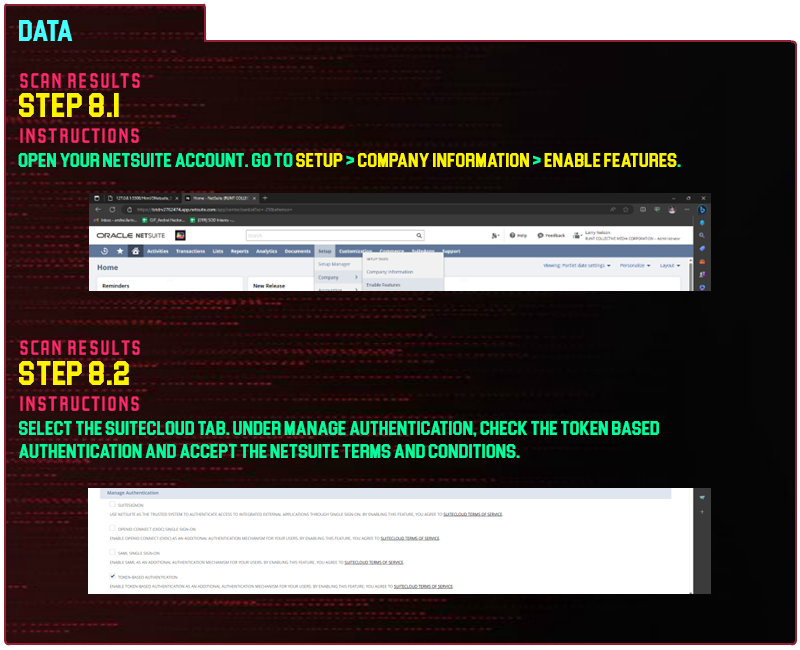 DATA
SCAN RESULTS
STEP 8.1
INSTRUCTIONS
OPEN YOUR NETSUITE ACCOUNT. GO TO SETUP > COMPANY INFORMATION > ENABLE FEATURES.
ORACLE NETSUITE
Search
Help
Feedback
Larry Nelson
Activities Transactions Lists Reports Analytics Documents Setup Customization Commerce Support
Setup Manager
Company
Company Information
Enable Features
Home
Viewing: Portlet date settings
Personalize
Layout
Reminders
New Release
SCAN RESULTS
STEP 8.2
INSTRUCTIONS
SELECT THE SUITECLOUD TAB. UNDER MANAGE AUTHENTICATION, CHECK THE TOKEN BASED
AUTHENTICATION AND ACCEPT THE NETSUITE TERMS AND CONDITIONS.
Manage Authentication
SUITESIGNON
USE NETSUITE AS THE TRUSTED SYSTEM TO AUTHENTICATE ACCESS TO INTEGRATED EXTERNAL APPLICATIONS THROUGH SINGLE SIGN-ON. BY ENABLING THIS FEATURE, YOU AGREE TO SUITECLOUD TERMS OF SERVICE.
OPENID CONNECT (OIDC) SINGLE SIGN-ON
ENABLE OPENID CONNECT (OIDC) AS AN ADDITIONAL AUTHENTICATION MECHANISM FOR YOUR USERS. BY ENABLING THIS FEATURE, YOU AGREE TO SUITECLOUD TERMS OF SERVICE.
SAML SINGLE SIGN-ON
ENABLE SAML AS AN ADDITIONAL AUTHENTICATION MECHANISM FOR YOUR USERS. BY ENABLING THIS FEATURE, YOU AGREE TO SUITECLOUD TERMS OF SERVICE.
TOKEN-BASED AUTHENTICATION
ENABLE TOKEN-BASED AUTHENTICATION AS AN ADDITIONAL AUTHENTICATION MECHANISM FOR YOUR USERS. BY ENABLING THIS FEATURE, YOU AGREE TO SUITECLOUD TERMS OF SERVICE.